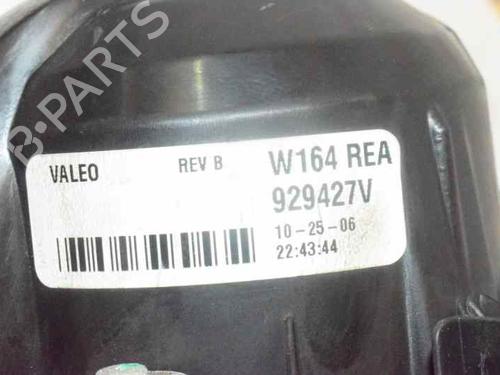 B-PARTS
VALEO REV B W164 REA
929427V
10-25-06
22:43:44